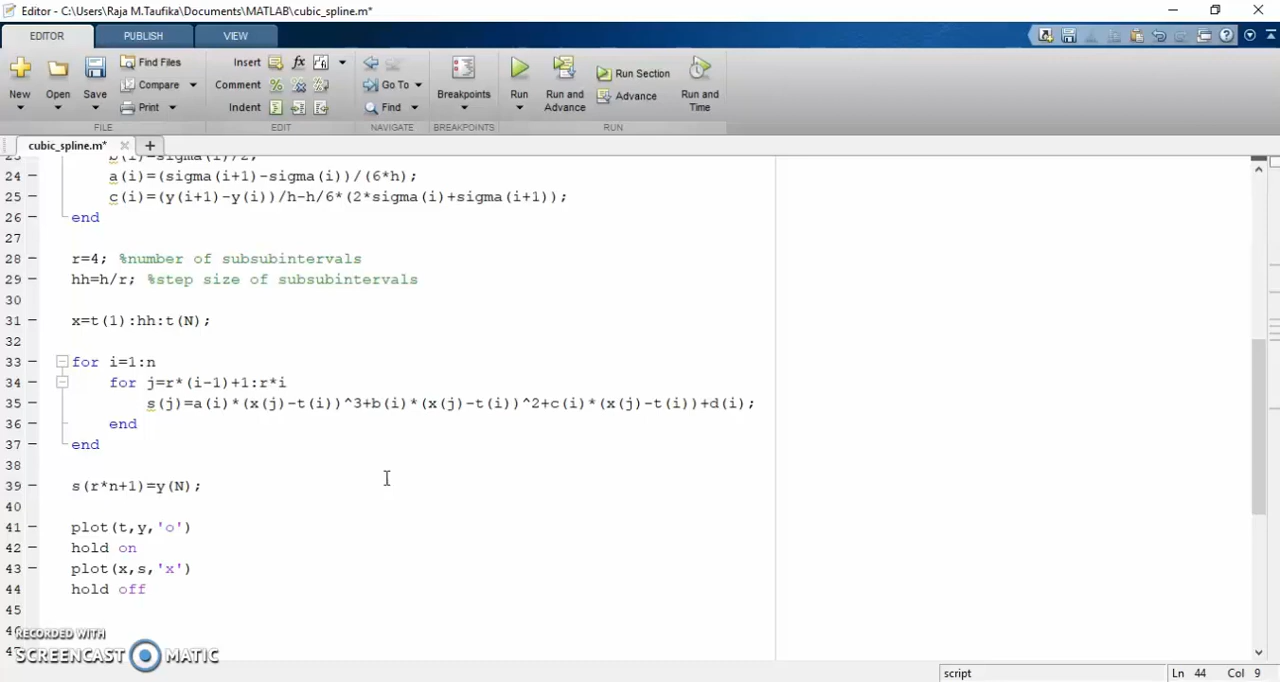 Editor - C:\Users\Raja M.Taufika\Documents\MATLAB\cubic_spline.m*
EDITOR PUBLISH VIEW
New Open Save Find Files Compare Print
Insert fx Comment % Indent
Go To Find
Breakpoints
Run Run and Advance Run Section Advance Run and Time
FILE EDIT NAVIGATE BREAKPOINTS RUN
cubic_spline.m*
23 b(i)=sigma(i)/2;
24 a(i)=(sigma(i+1)-sigma(i))/(6*h);
25 c(i)=(y(i+1)-y(i))/h-h/6*(2*sigma(i)+sigma(i+1));
26 end
27
28 r=4; %number of subsubintervals
29 hh=h/r; %step size of subsubintervals
30
31 x=t(1):hh:t(N);
32
33 for i=1:n
34 for j=r*(i-1)+1:r*i
35 s(j)=a(i)*(x(j)-t(i))^3+b(i)*(x(j)-t(i))^2+c(i)*(x(j)-t(i))+d(i);
36 end
37 end
38
39 s(r*n+1)=y(N);
40
41 plot(t,y,'o')
42 hold on
43 plot(x,s,'x')
44 hold off
45
RECORDED WITH
SCREENCAST MATIC
script Ln 44 Col 9